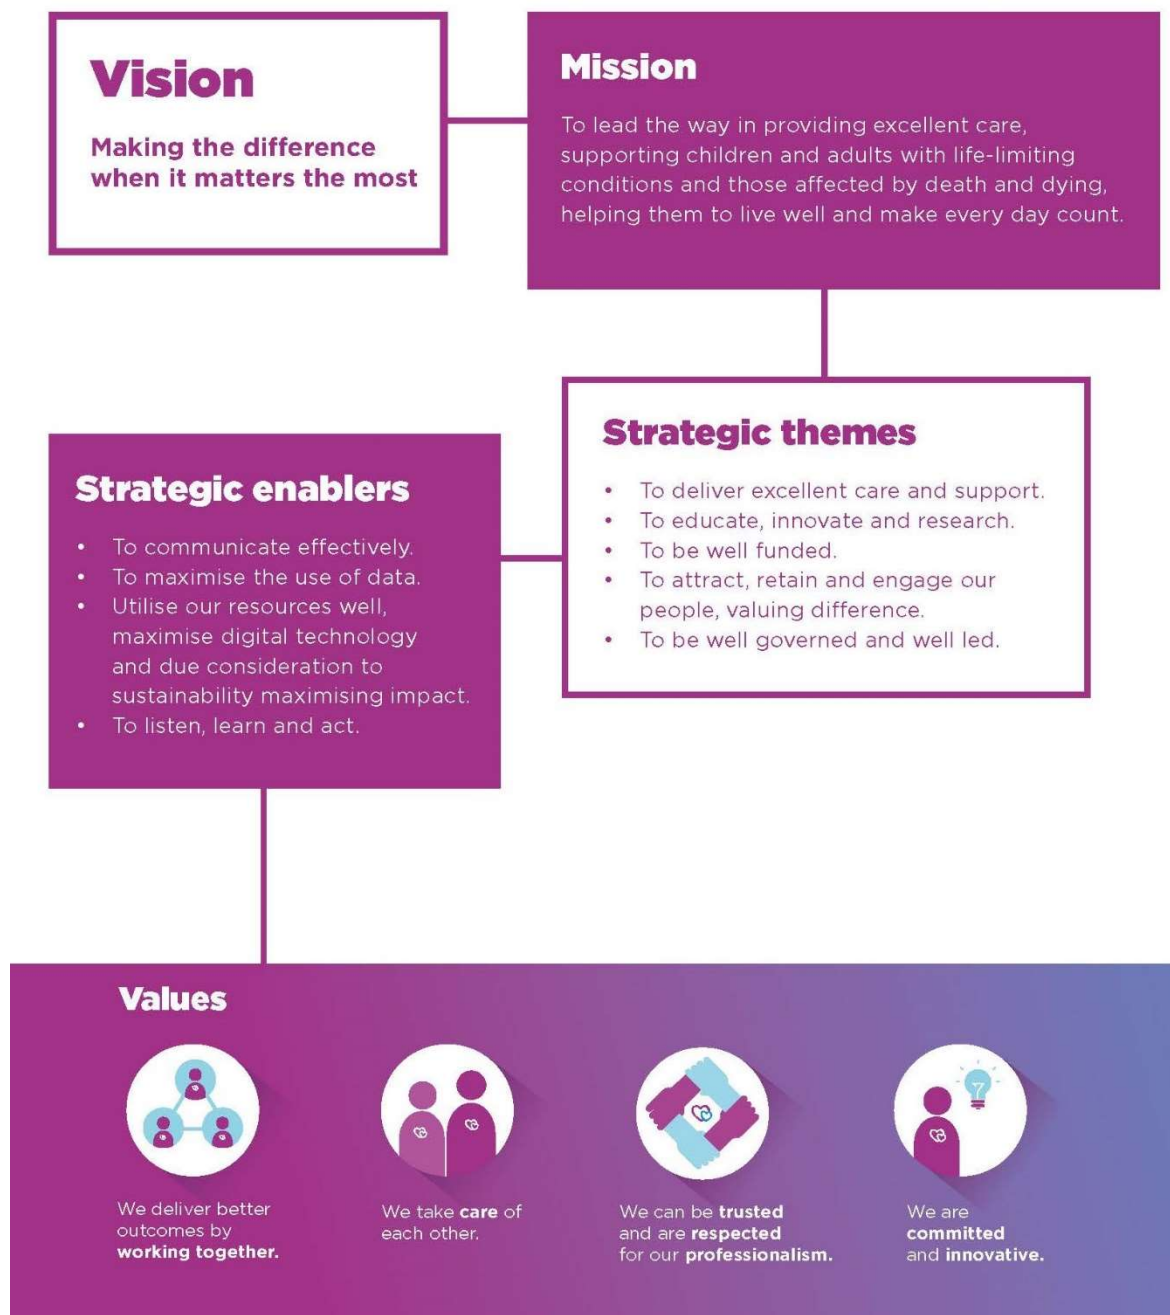 Vision
Making the difference
when it matters the most
Mission
To lead the way in providing excellent care,
supporting children and adults with life-limiting
conditions and those affected by death and dying,
helping them to live well and make every day count.
Strategic themes
• To deliver excellent care and support.
• To educate, innovate and research.
• To be well funded.
• To attract, retain and engage our
people, valuing difference.
• To be well governed and well led.
Strategic enablers
• To communicate effectively.
• To maximise the use of data.
• Utilise our resources well,
maximise digital technology
and due consideration to
sustainability maximising impact.
• To listen, learn and act.
Values
We deliver better
outcomes by
working together.
We take care of
each other.
We can be trusted
and are respected
for our professionalism.
We are
committed
and innovative.